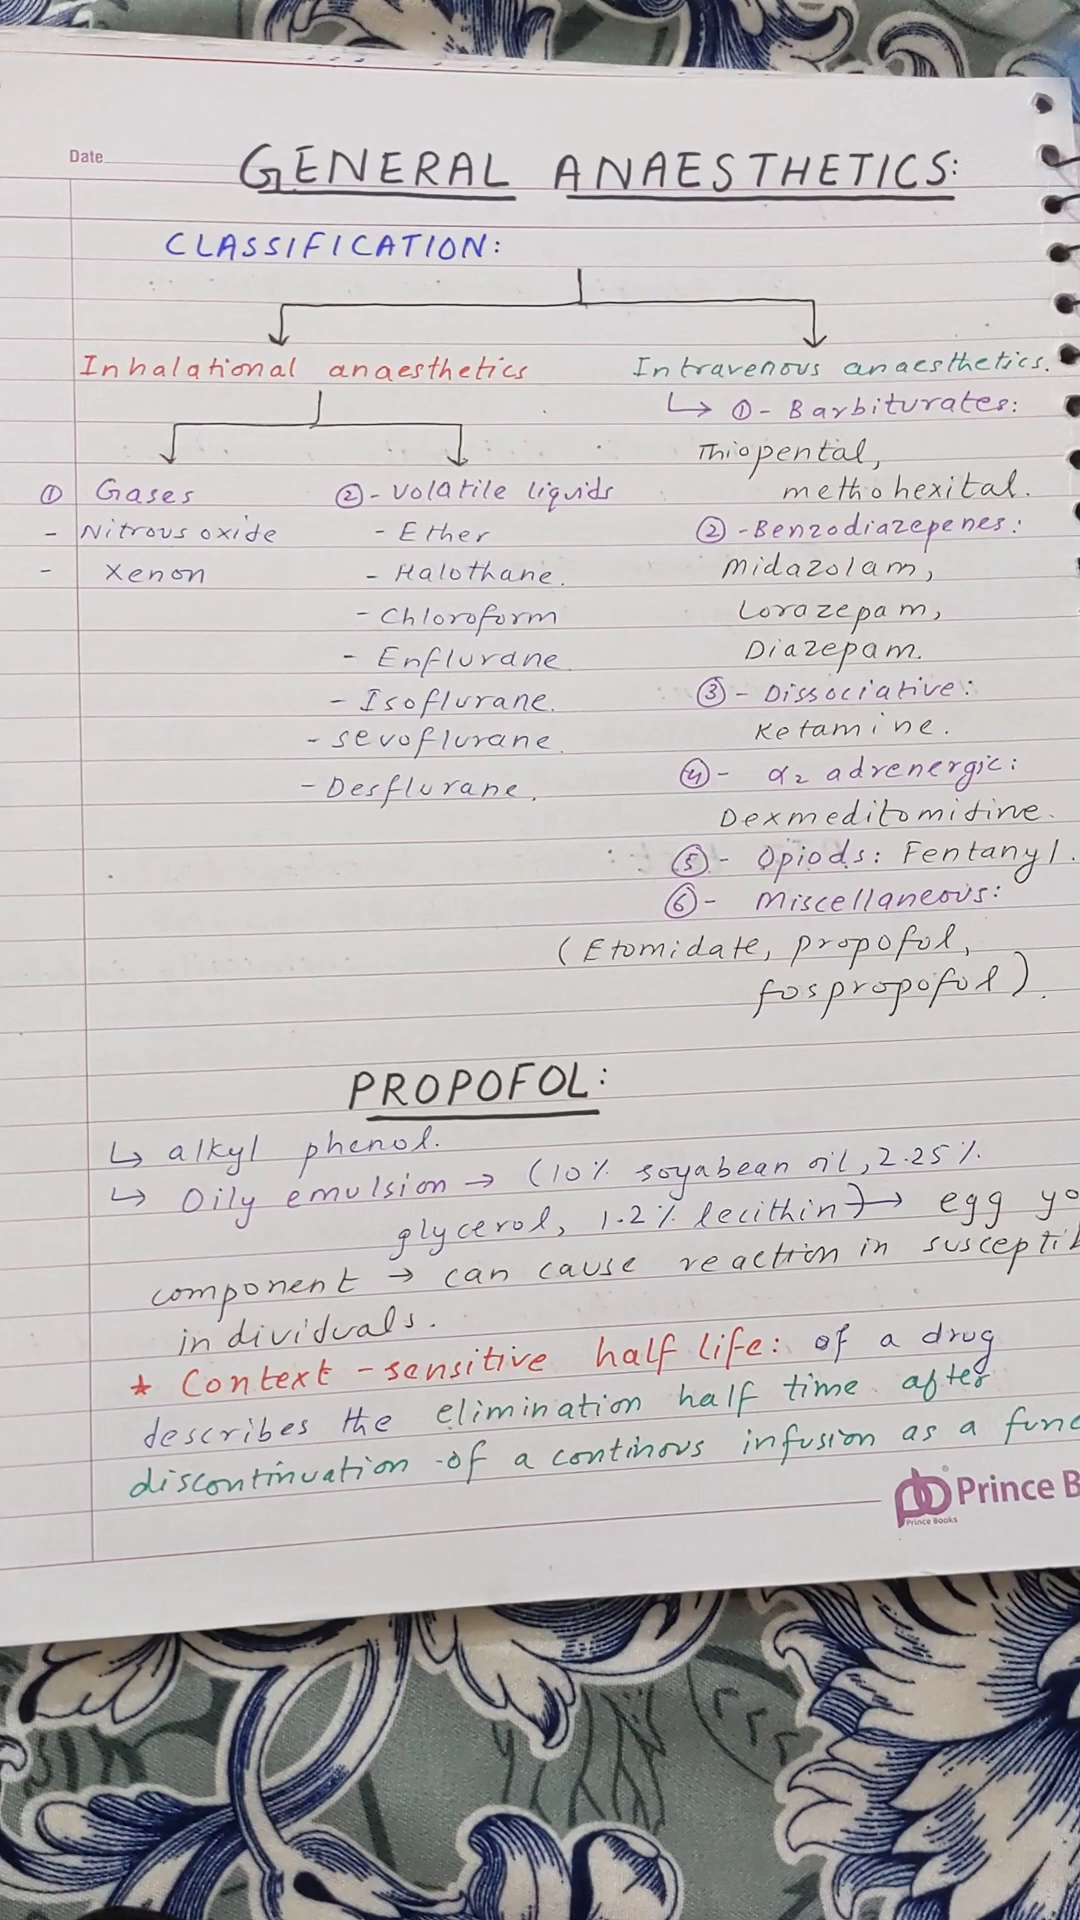 Date
GENERAL ANAESTHETICS:
CLASSIFICATION:
Inhalational anaesthetics
① Gases
- Nitrous oxide
- Xenon
②- Volatile liquids
- Ether
- Halothane.
- Chloroform
- Enflurane.
- Isoflurane.
- sevoflurane.
- Desflurane.
Intravenous anaesthetics.
↳ ①- Barbiturates:
Thiopental,
methohexital.
②-Benzodiazepenes:
midazolam,
Lorazepam,
Diazepam.
③- Dissociative:
Ketamine.
④- α₂ adrenergic:
Dexmeditomidine.
⑤- Opiods: Fentanyl.
⑥- Miscellaneous:
(Etomidate, propofol,
fospropofol).
PROPOFOL:
↳ alkyl phenol.
↳ Oily emulsion → (10% soyabean oil, 2.25%
glycerol, 1.2% lecithin) → egg yo
component → can cause reaction in susceptib
individuals.
* Context-sensitive half life: of a drug
describes the elimination half time after
discontinuation of a continous infusion as a func
Prince B
Prince Books